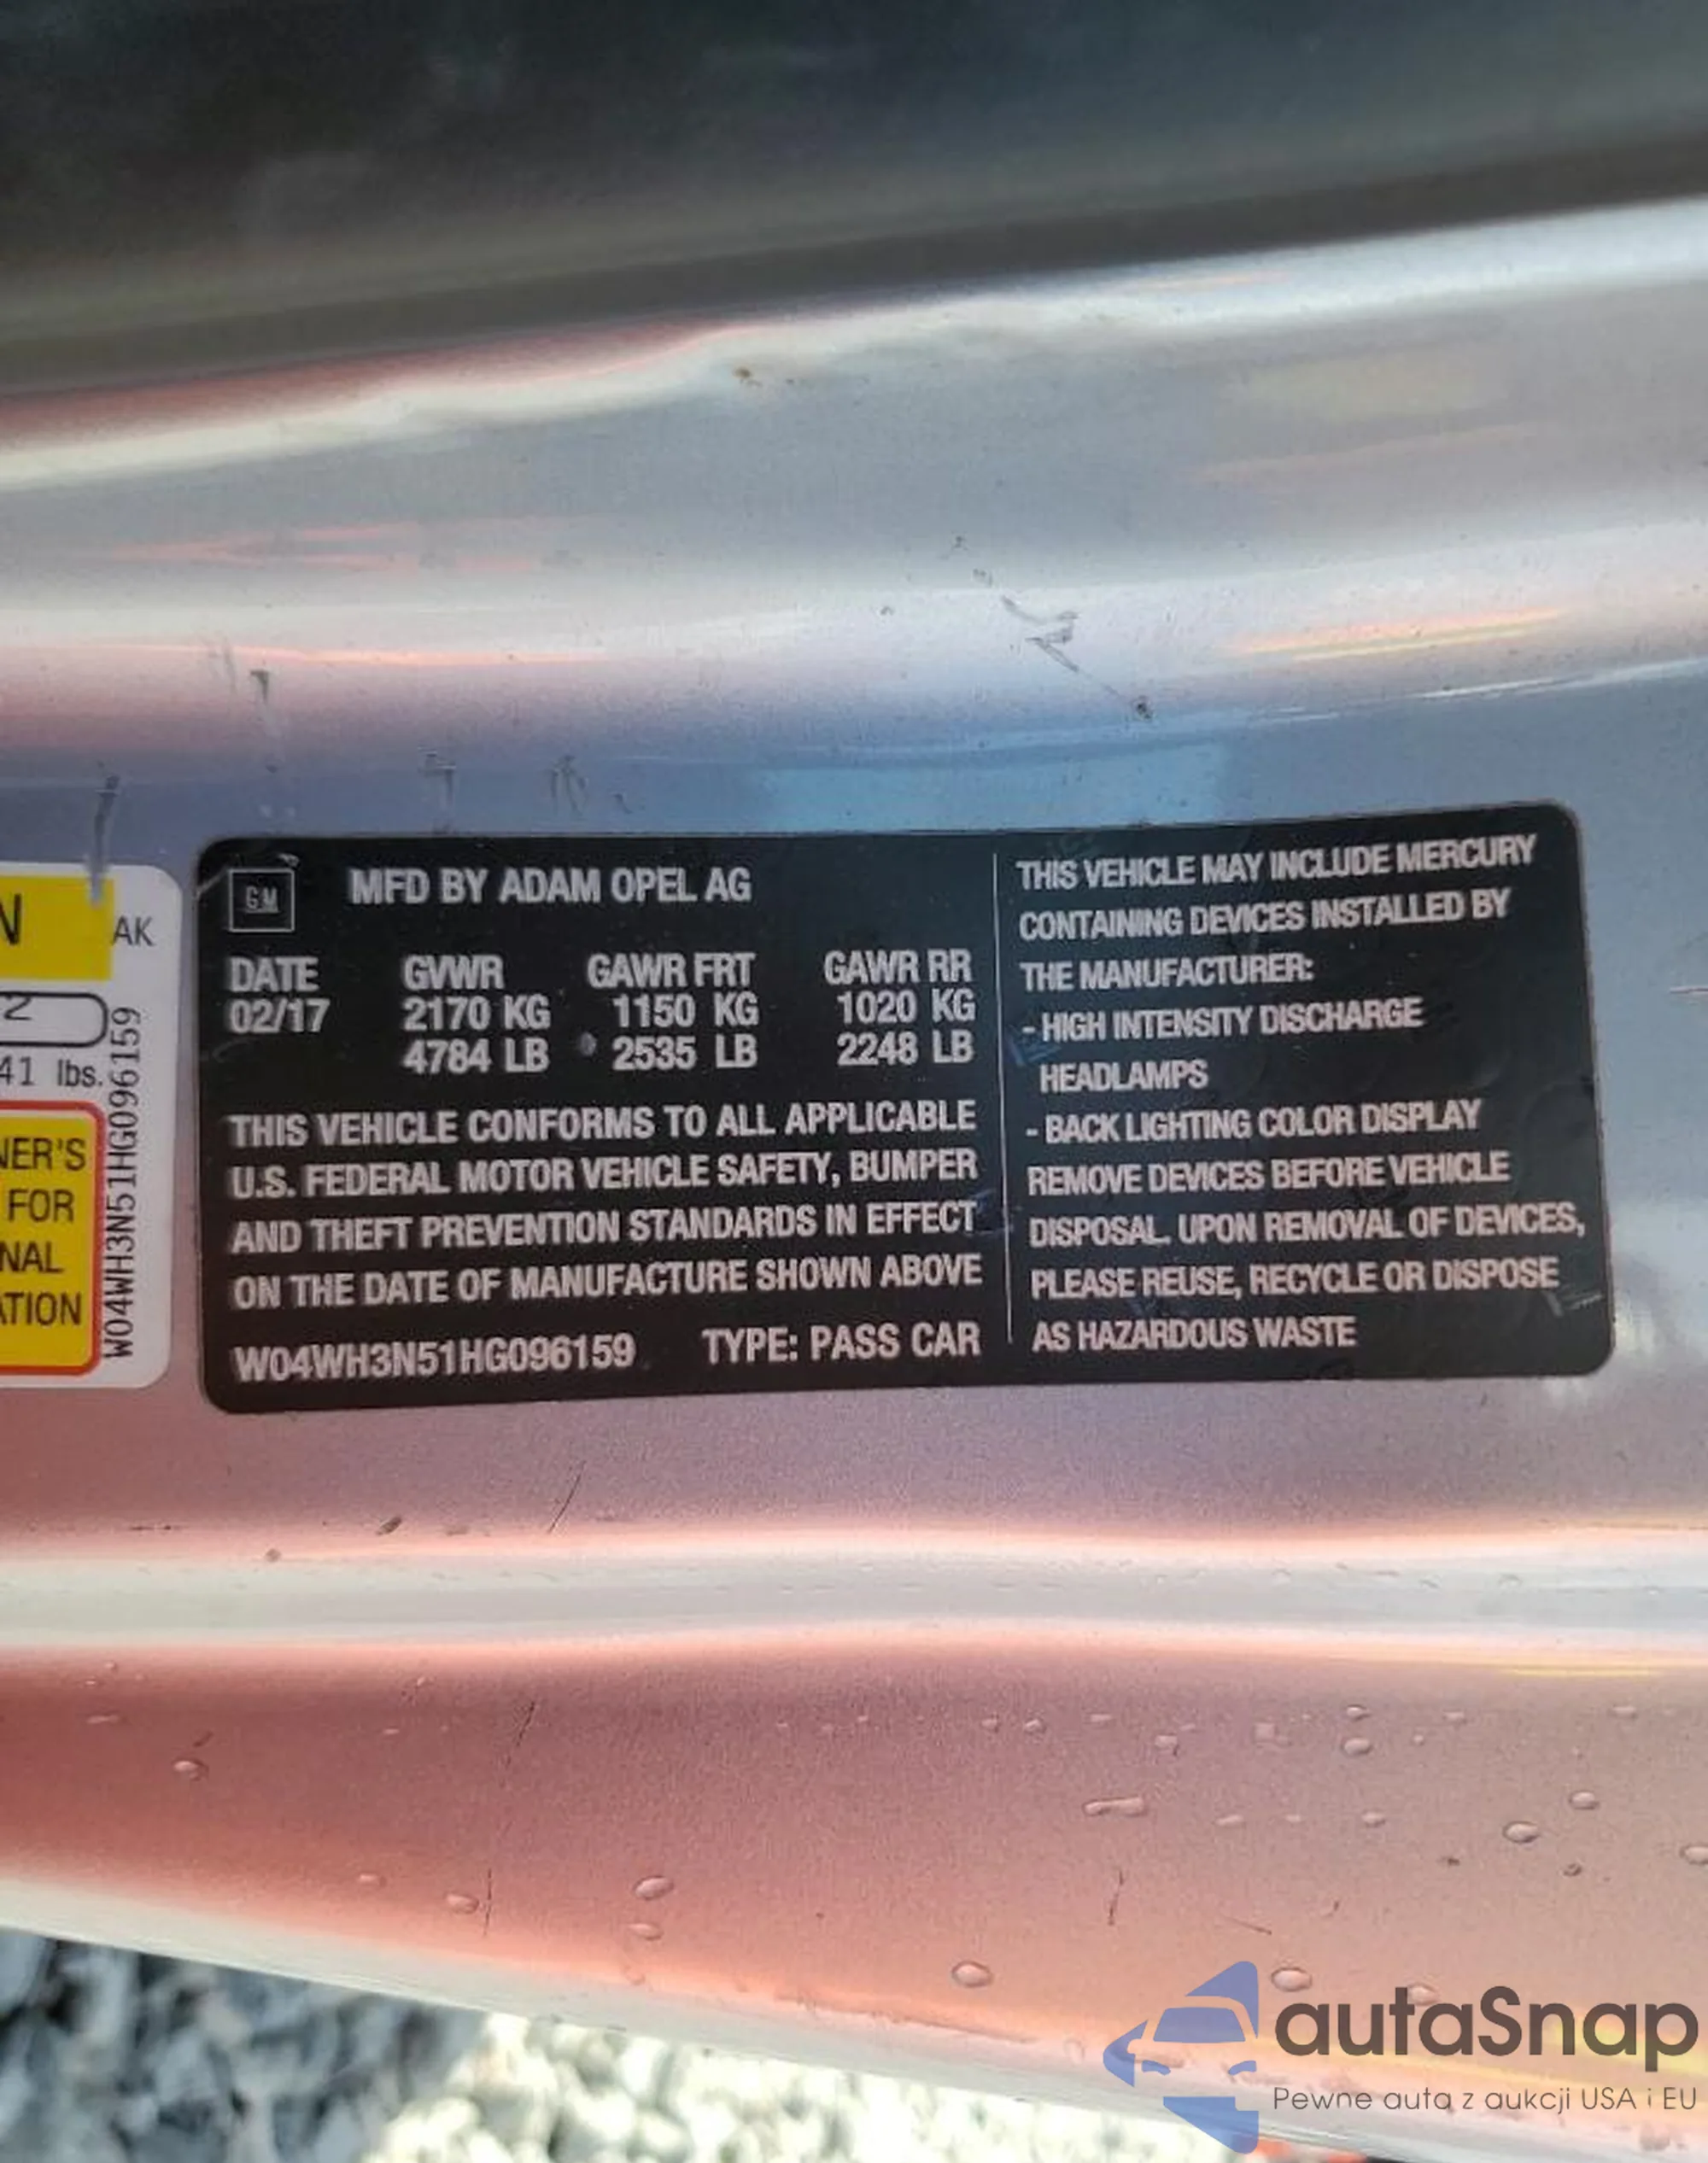 N
AK
2
41 lbs.
NER'S
FOR
NAL
ATION
W04WH3N51HG096159
GM
MFD BY ADAM OPEL AG
DATE GVWR GAWR FRT GAWR RR
02/17 2170 KG 1150 KG 1020 KG
4784 LB 2535 LB 2248 LB
THIS VEHICLE CONFORMS TO ALL APPLICABLE
U.S. FEDERAL MOTOR VEHICLE SAFETY, BUMPER
AND THEFT PREVENTION STANDARDS IN EFFECT
ON THE DATE OF MANUFACTURE SHOWN ABOVE
W04WH3N51HG096159 TYPE: PASS CAR
THIS VEHICLE MAY INCLUDE MERCURY
CONTAINING DEVICES INSTALLED BY
THE MANUFACTURER:
- HIGH INTENSITY DISCHARGE
HEADLAMPS
- BACK LIGHTING COLOR DISPLAY
REMOVE DEVICES BEFORE VEHICLE
DISPOSAL. UPON REMOVAL OF DEVICES,
PLEASE REUSE, RECYCLE OR DISPOSE
AS HAZARDOUS WASTE
autaSnap
Pewne auta z aukcji USA i EU